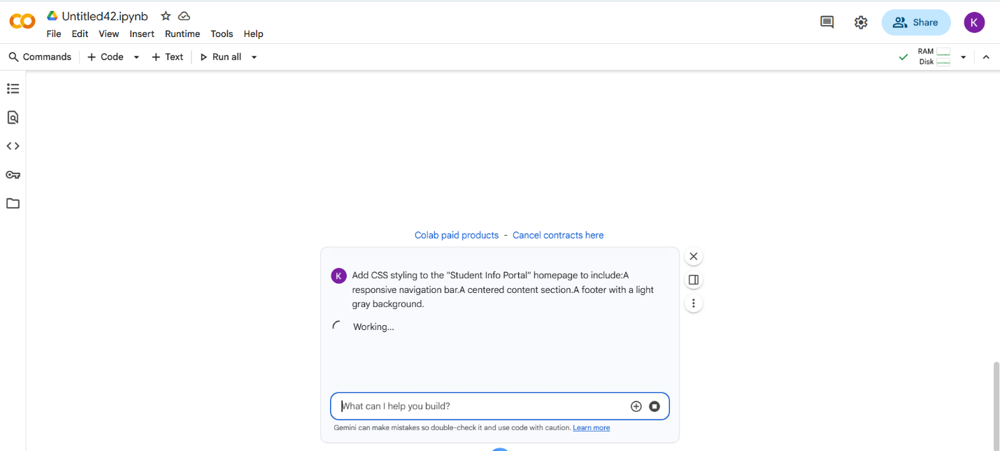 Untitled42.ipynb
File Edit View Insert Runtime Tools Help
Share
K
Commands + Code + Text Run all
RAM
Disk
Colab paid products - Cancel contracts here
K
Add CSS styling to the "Student Info Portal" homepage to include:A
responsive navigation bar.A centered content section.A footer with a light
gray background.
Working...
What can I help you build?
Gemini can make mistakes so double-check it and use code with caution. Learn more